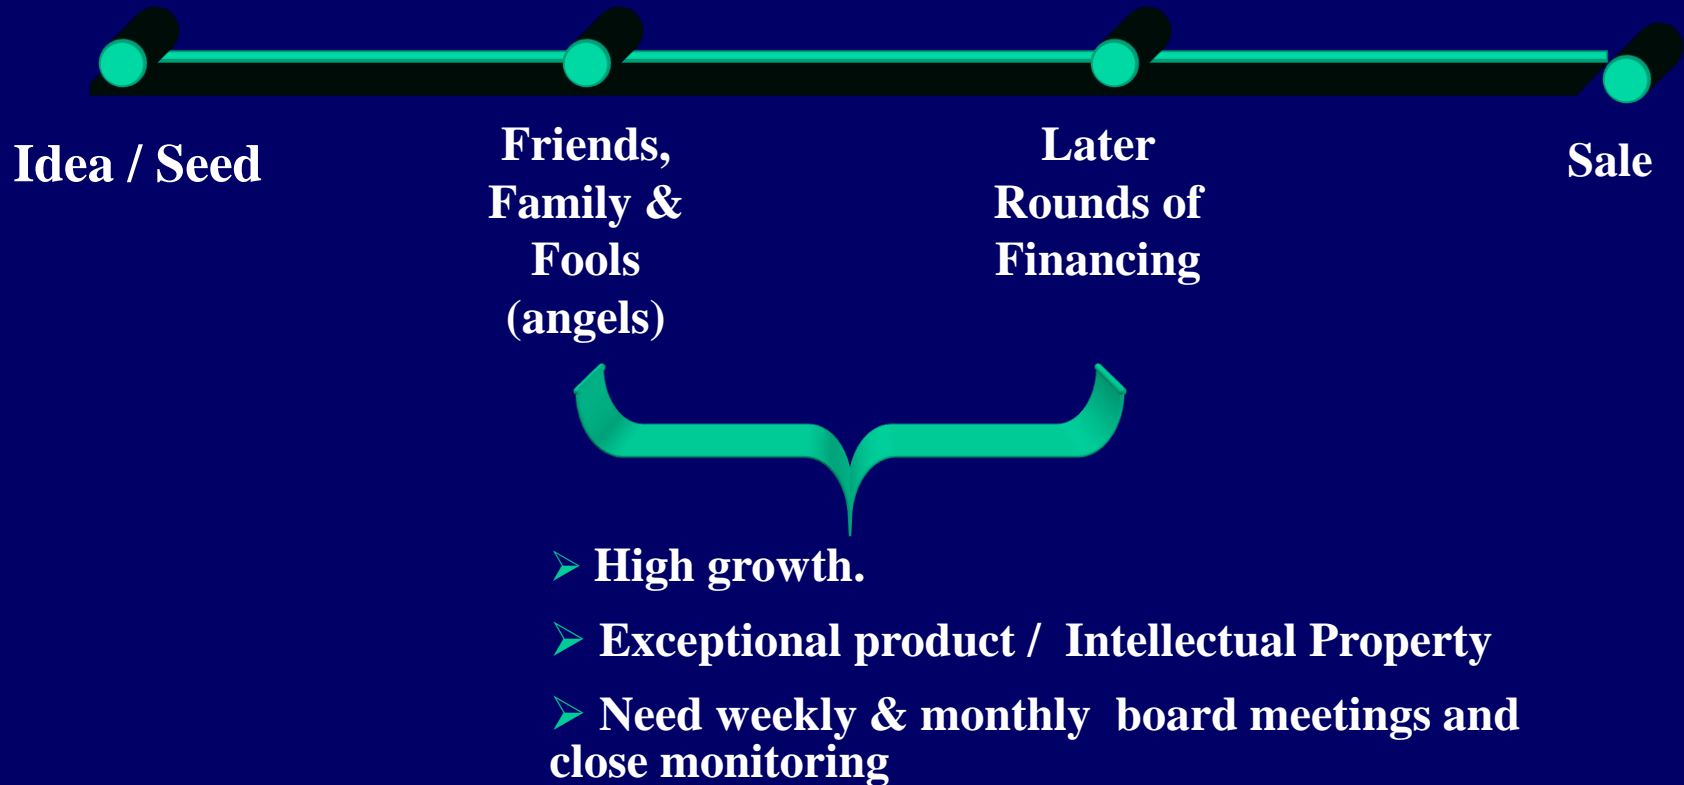 Idea / Seed
Friends,
Family &
Fools
(angels)
Later
Rounds of
Financing
Sale
➢ High growth.
➢ Exceptional product / Intellectual Property
➢ Need weekly & monthly board meetings and
close monitoring